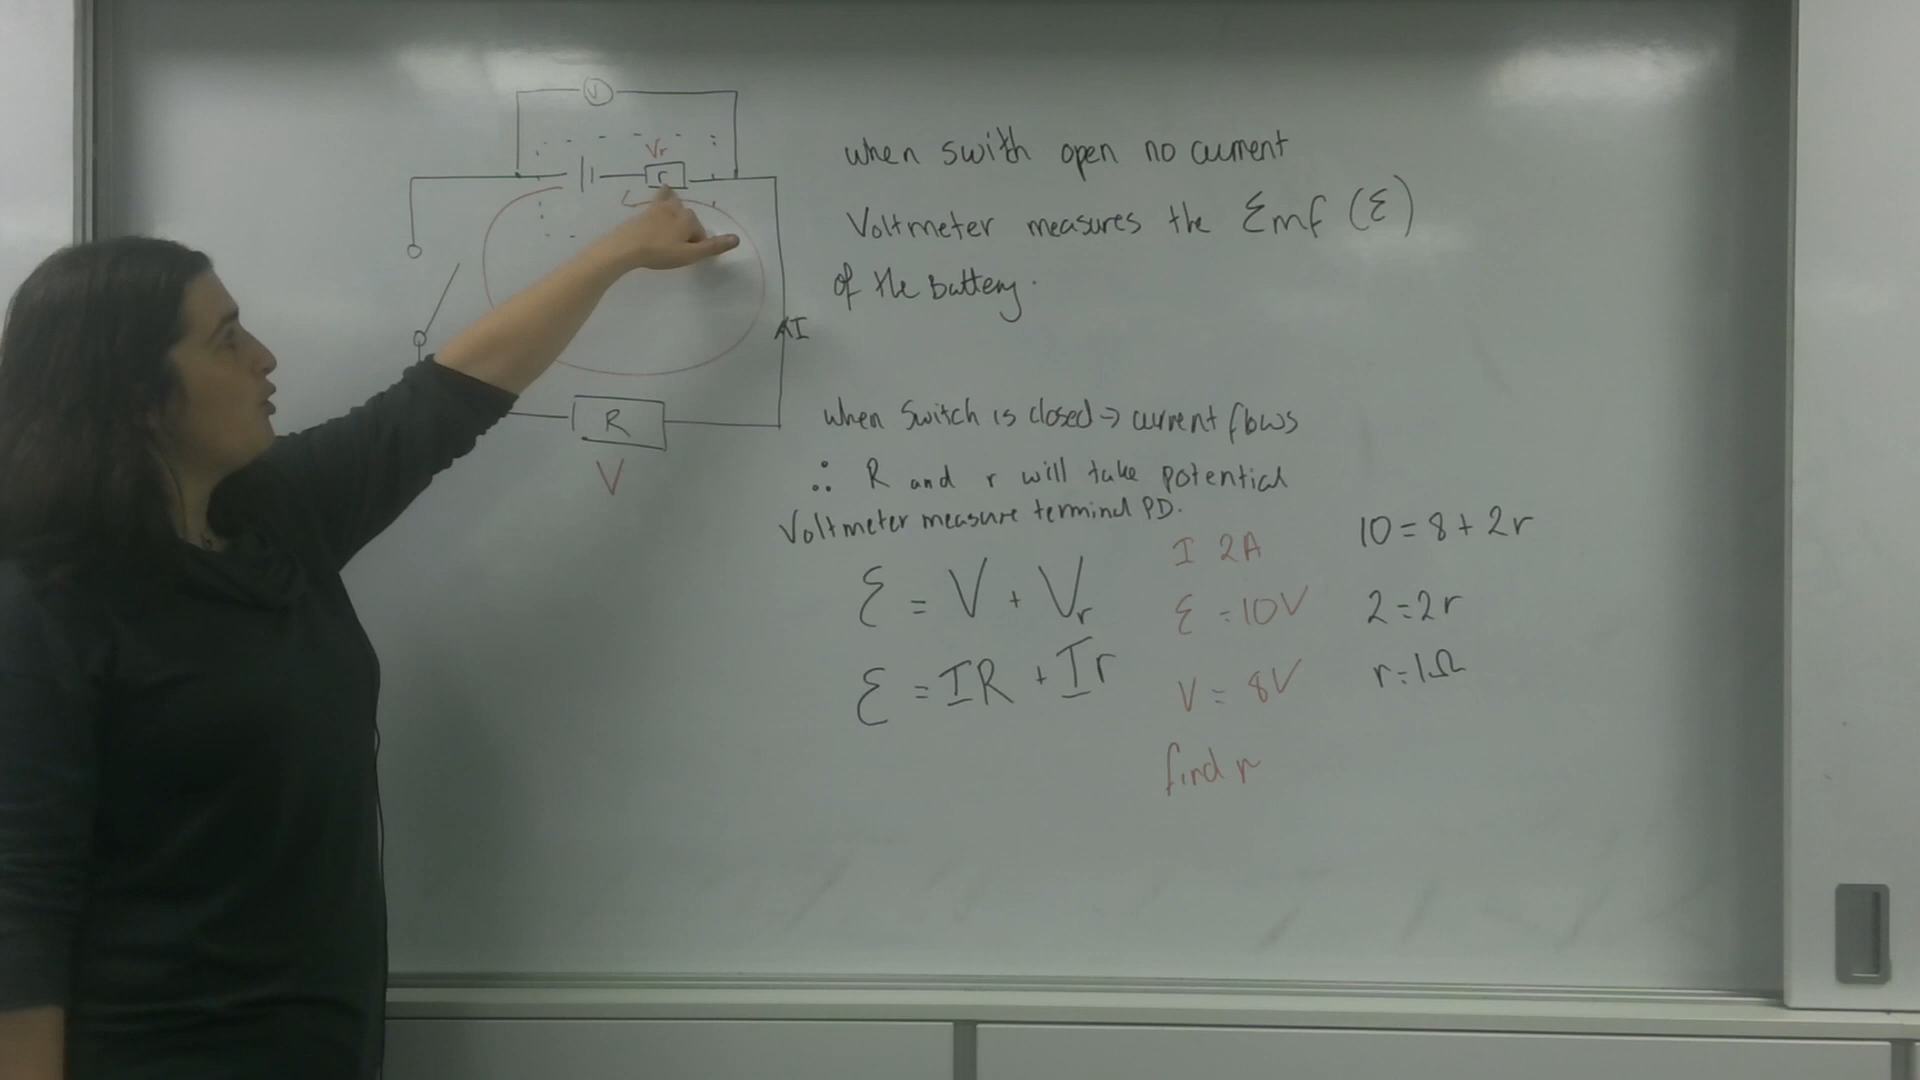 V
Vr
r
I
R
V
when swith open no current
Voltmeter measures the Emf (ε)
of the Battery.
when switch is closed → current flows
∴ R and r will take potential
Voltmeter measure terminal PD.
ε = V + Vr
ε = IR + Ir
I 2A
ε = 10V
V = 8V
find r
10 = 8 + 2r
2 = 2r
r = 1Ω